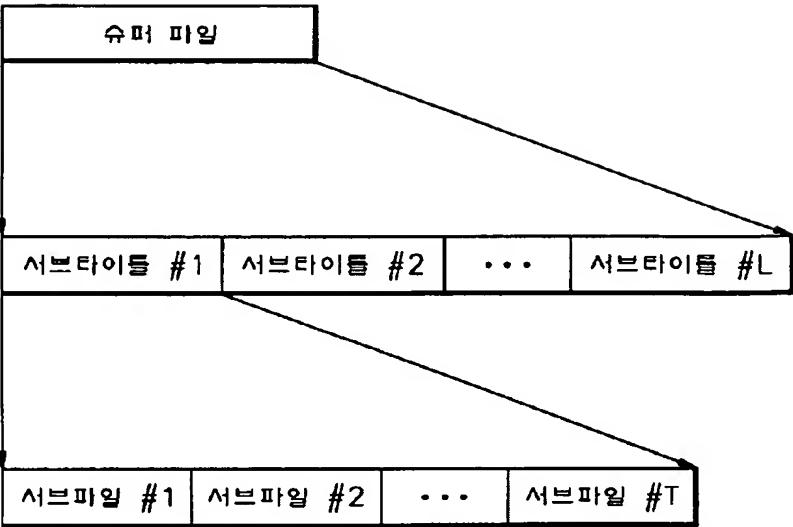 슈퍼 파일
서브타이틀 #1 서브타이틀 #2 ... 서브타이틀 #L
서브파일 #1 서브파일 #2 ... 서브파일 #T